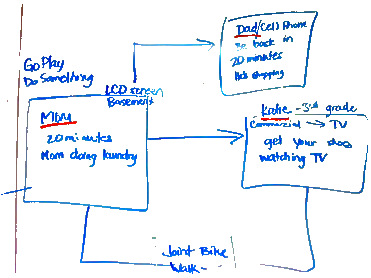 Go Play
Do Something
LCD screen
Basement
Mom
20 minutes
Mom doing laundry
Dad/Cell Phone
Be back in
20 minutes
He's shopping
Katie - 3rd grade
Commercial → TV
get your shoes
watching TV
Joint Bike
Walk -